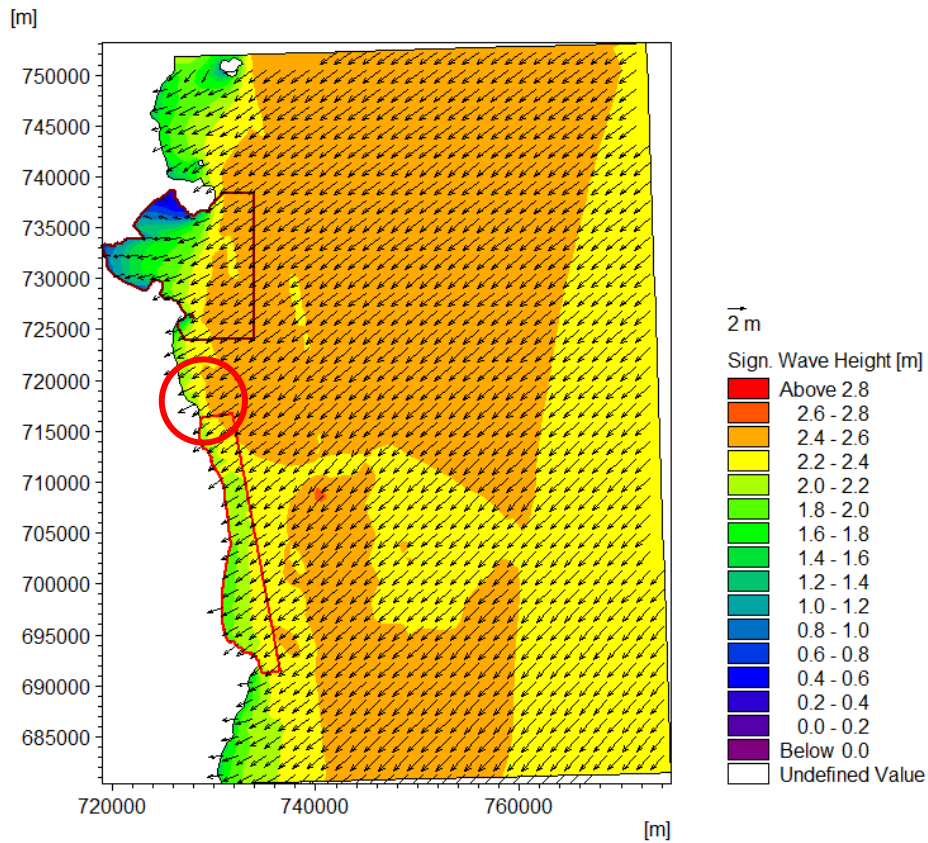 [m]
750000
745000
740000
735000
730000
725000
720000
715000
710000
705000
700000
695000
690000
685000
720000
740000
760000
[m]
2 m
Sign. Wave Height [m]
Above 2.8
2.6 - 2.8
2.4 - 2.6
2.2 - 2.4
2.0 - 2.2
1.8 - 2.0
1.6 - 1.8
1.4 - 1.6
1.2 - 1.4
1.0 - 1.2
0.8 - 1.0
0.6 - 0.8
0.4 - 0.6
0.2 - 0.4
0.0 - 0.2
Below 0.0
Undefined Value